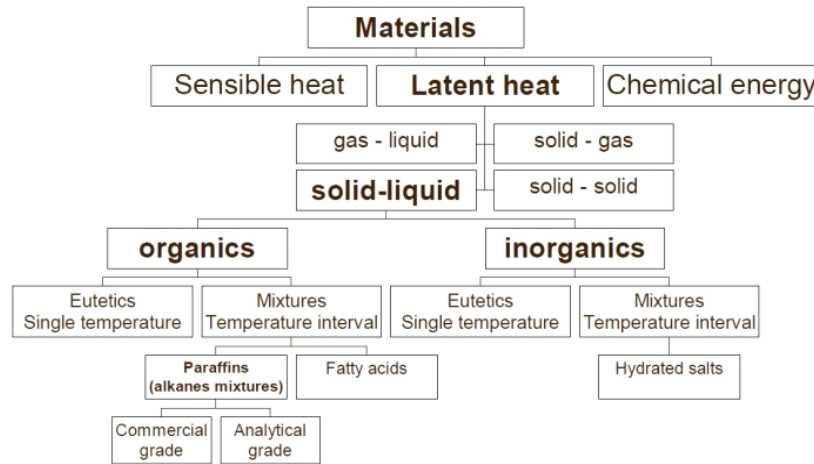 Materials
Sensible heat
Latent heat
Chemical energy
gas - liquid
solid - gas
solid-liquid
solid - solid
organics
inorganics
Eutetics
Single temperature
Mixtures
Temperature interval
Eutetics
Single temperature
Mixtures
Temperature interval
Paraffins
(alkanes mixtures)
Fatty acids
Hydrated salts
Commercial
grade
Analytical
grade